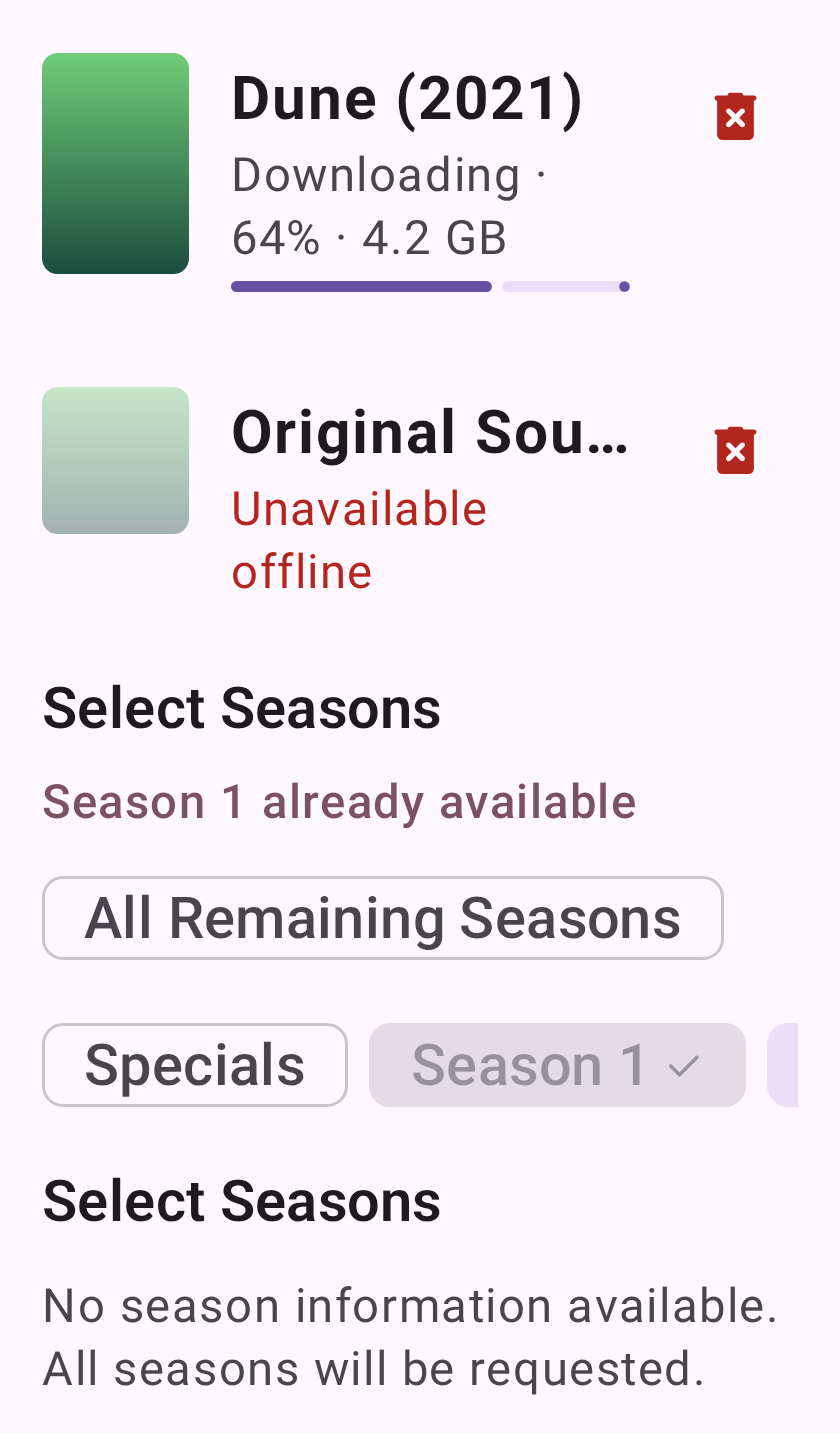 Dune (2021)
Downloading ·
64% · 4.2 GB
Original Sou…
Unavailable
offline
Select Seasons
Season 1 already available
All Remaining Seasons
Specials
Season 1 ✓
Select Seasons
No season information available.
All seasons will be requested.